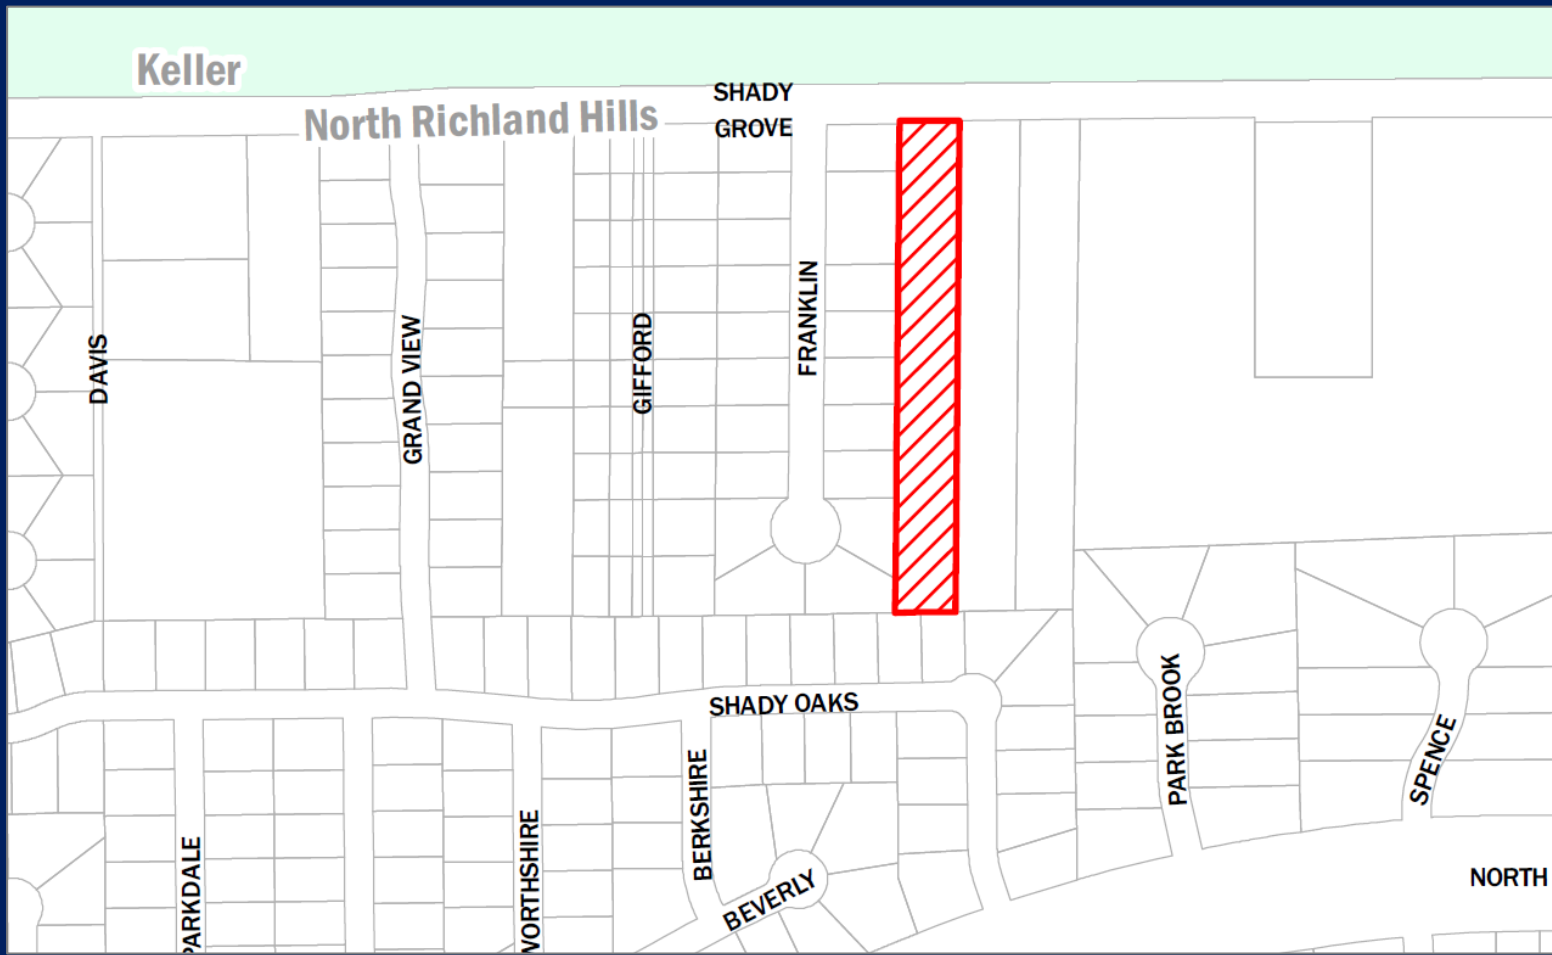 Keller
North Richland Hills
SHADY
GROVE
DAVIS
GRAND VIEW
GIFFORD
FRANKLIN
SHADY OAKS
PARK BROOK
SPENCE
BERKSHIRE
PARKDALE
WORTHSHIRE
BEVERLY
NORTH